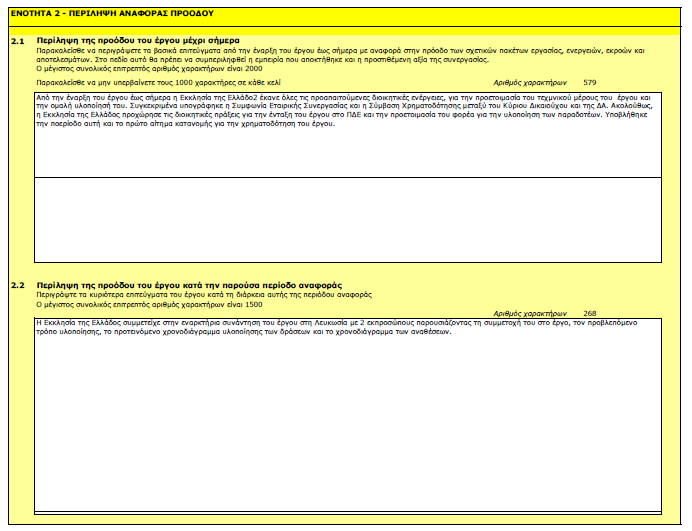 ΕΝΟΤΗΤΑ 2 – ΠΕΡΙΛΗΨΗ ΑΝΑΦΟΡΑΣ ΠΡΟΟΔΟΥ
2.1 Περίληψη της προόδου του έργου μέχρι σήμερα
Παρακαλείσθε να περιγράψετε τα βασικά επιτεύγματα από την έναρξη του έργου έως σήμερα με αναφορά στην πρόοδο των σχετικών πακέτων εργασίας, ενεργειών, εκροών και
αποτελεσμάτων. Στο πεδίο αυτό θα πρέπει να συμπεριληφθεί η εμπειρία που αποκτήθηκε και η προστιθέμενη αξία της συνεργασίας.
Ο μέγιστος συνολικός επιτρεπτός αριθμός χαρακτήρων είναι 2000
Παρακαλείσθε να μην υπερβαίνετε τους 1000 χαρακτήρες σε κάθε κελί Αριθμός χαρακτήρων 579
Από την έναρξη του έργου έως σήμερα η Εκκλησία της Ελλάδο2 έκανε όλες τις προαπαιτούμενες διοικητικές ενέργειες, για την προετοιμασία του τεχνικού μέρους του έργου και
την ομαλή υλοποίησή του. Συγκεκριμένα υπογράφηκε η Συμφωνία Εταιρικής Συνεργασίας και η Σύμβαση Χρηματοδότησης μεταξύ του Κύριου Δικαιούχου και της ΔΑ. Ακολούθως,
η Εκκλησία της Ελλάδος προχώρησε τις διοικητικές πράξεις για την ένταξη του έργου στο ΠΔΕ και την προετοιμασία του φορέα για την υλοποίηση των παραδοτέων. Υποβλήθηκε
την ποερίοδο αυτή και το πρώτο αίτημα κατανομής για την χρηματοδότηση του έργου.
2.2 Περίληψη της προόδου του έργου κατά την παρούσα περίοδο αναφοράς
Περιγράψτε τα κυριότερα επιτεύγματα του έργου κατά τη διάρκεια αυτής της περιόδου αναφοράς
Ο μέγιστος συνολικός επιτρεπτός αριθμός χαρακτήρων είναι 1500
Αριθμός χαρακτήρων 268
Η Εκκλησία της Ελλάδος συμμετείχε στην εναρκτήρια συνάντηση του έργου στη Λευκωσία με 2 εκπροσώπους παρουσιάζοντας τη συμμετοχή του στο έργο, τον προβλεπόμενο
τρόπο υλοποίησης, το προτεινόμενο χρονοδιάγραμμα υλοποίησης των δράσεων και το χρονοδιάγραμμα των αναθέσεων.